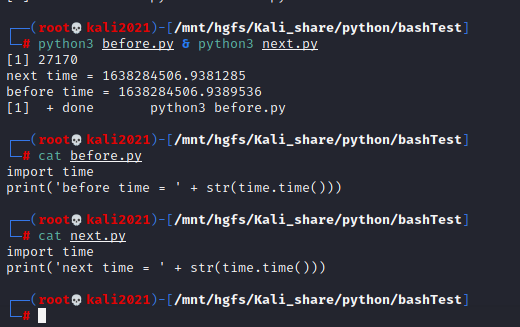 ┌──(root💀kali2021)-[/mnt/hgfs/Kali_share/python/bashTest]
└─# python3 before.py & python3 next.py
[1] 27170
next time = 1638284506.9381285
before time = 1638284506.9389536
[1]  + done       python3 before.py
┌──(root💀kali2021)-[/mnt/hgfs/Kali_share/python/bashTest]
└─# cat before.py
import time
print('before time = ' + str(time.time()))
┌──(root💀kali2021)-[/mnt/hgfs/Kali_share/python/bashTest]
└─# cat next.py
import time
print('next time = ' + str(time.time()))
┌──(root💀kali2021)-[/mnt/hgfs/Kali_share/python/bashTest]
└─#